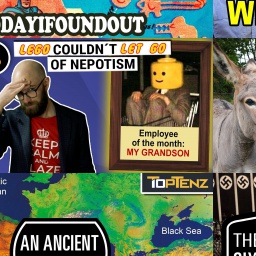 DAYIFOUNDOUT
W
LEGO COULDN'T LET GO
OF NEPOTISM
KEEP
CALM
AND
LAZE
Employee
of the month:
MY GRANDSON
TOPTENZ
Black Sea
AN ANCIENT
THE